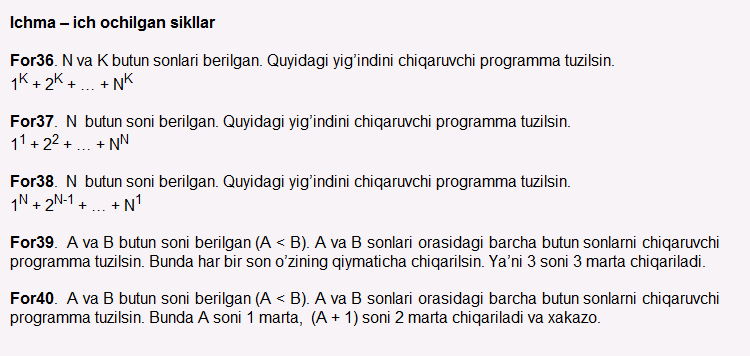 Ichma – ich ochilgan sikllar
For36. N va K butun sonlari berilgan. Quyidagi yig’indini chiqaruvchi programma tuzilsin.
1ᴷ + 2ᴷ + … + Nᴷ
For37.  N  butun soni berilgan. Quyidagi yig’indini chiqaruvchi programma tuzilsin.
1¹ + 2² + … + Nᴺ
For38.  N  butun soni berilgan. Quyidagi yig’indini chiqaruvchi programma tuzilsin.
1ᴺ + 2ᴺ⁻¹ + … + N¹
For39.  A va B butun soni berilgan (A < B). A va B sonlari orasidagi barcha butun sonlarni chiqaruvchi
programma tuzilsin. Bunda har bir son o’zining qiymaticha chiqarilsin. Ya’ni 3 soni 3 marta chiqariladi.
For40.  A va B butun soni berilgan (A < B). A va B sonlari orasidagi barcha butun sonlarni chiqaruvchi
programma tuzilsin. Bunda A soni 1 marta,  (A + 1) soni 2 marta chiqariladi va xakazo.